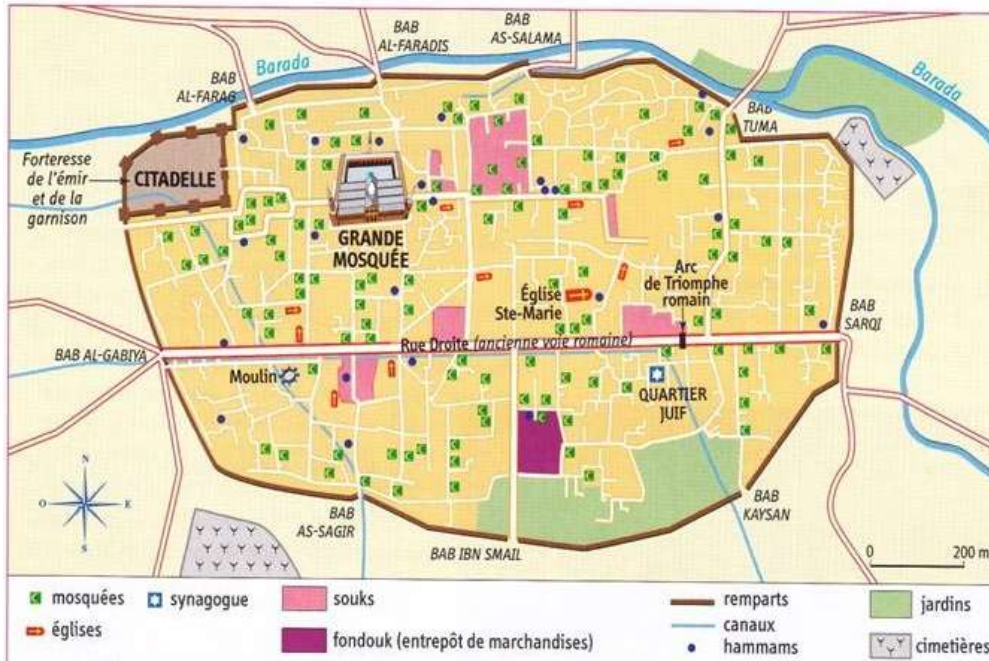 BAB
AL-FARADIS
BAB
AS-SALAMA
Barada
BAB
AL-FARAG
Barada
BAB
TUMA
Forteresse
de l'émir
et de la
garnison
CITADELLE
GRANDE
MOSQUÉE
Église
Ste-Marie
Arc
de Triomphe
romain
BAB
SARQI
BAB AL-GABIYA
Rue Droite (ancienne voie romaine)
Moulin
QUARTIER
JUIF
N
O
E
S
BAB
AS-SAGIR
BAB IBN SMAIL
BAB
KAYSAN
0 200 m
mosquées
synagogue
souks
remparts
jardins
églises
fondouk (entrepôt de marchandises)
canaux
hammams
cimetières